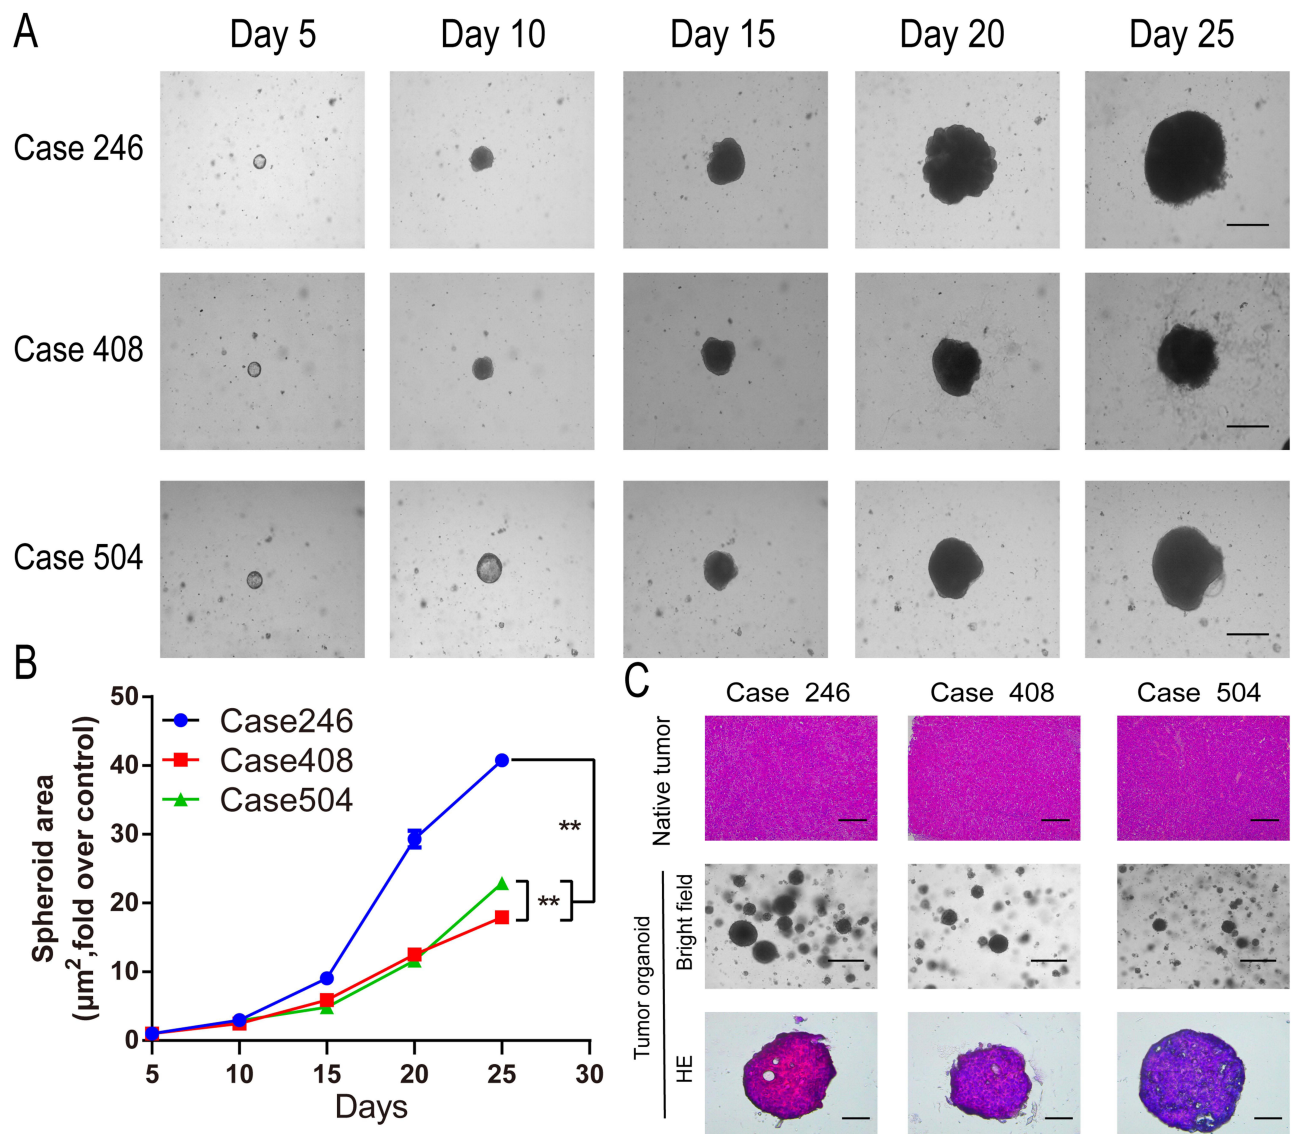 A
Day 5 Day 10 Day 15 Day 20 Day 25
Case 246
Case 408
Case 504
B
Spheroid area
(μm²,fold over control)
50
40
30
20
10
0
Case246
Case408
Case504
**
**
5 10 15 20 25 30
Days
C
Case 246 Case 408 Case 504
Native tumor
Tumor organoid
Bright field
HE